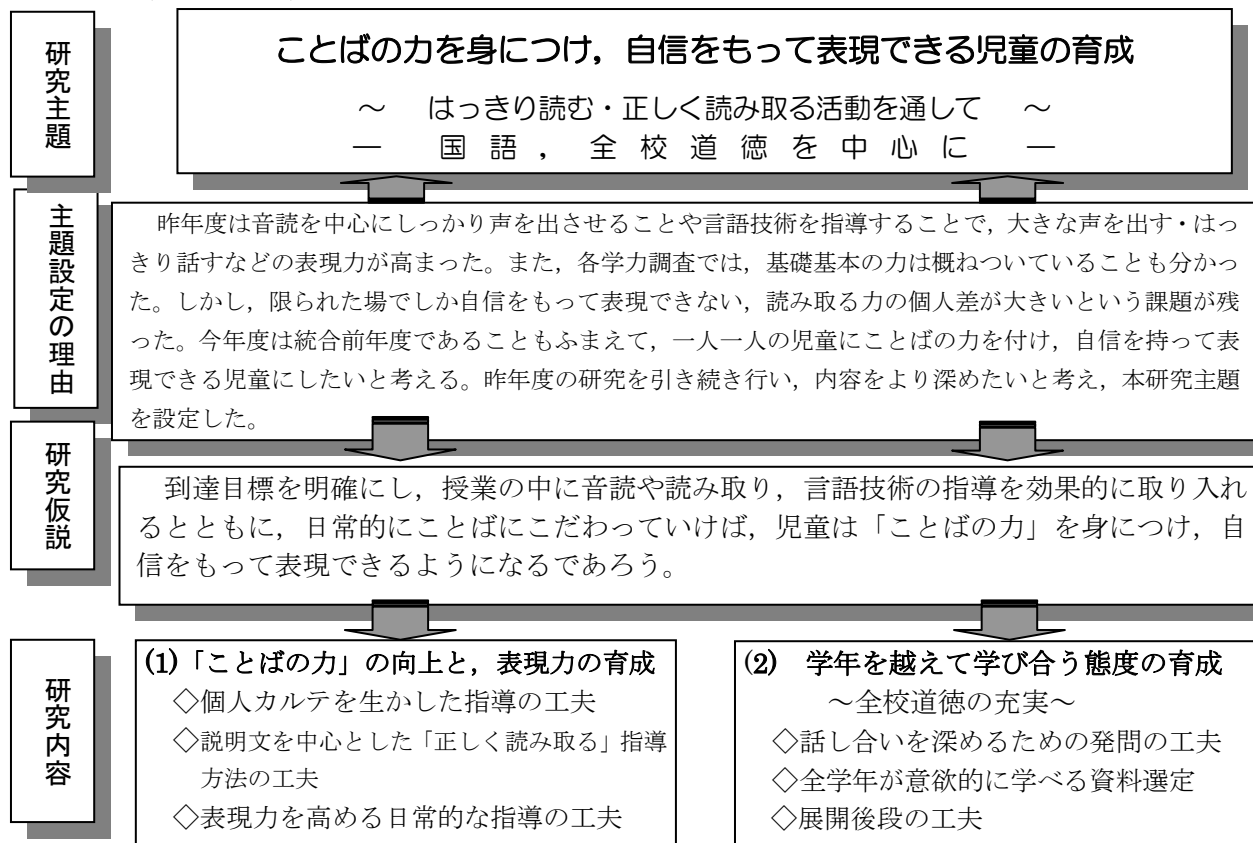 研究主題
ことばの力を身につけ，自信をもって表現できる児童の育成
～　はっきり読む・正しく読み取る活動を通して　～
―　国　語　，　全　校　道　徳　を　中　心　に　―
主題設定の理由
昨年度は音読を中心にしっかり声を出させることや言語技術を指導することで，大きな声を出す・はっ
きり話すなどの表現力が高まった。また，各学力調査では，基礎基本の力は概ねついていることも分かっ
た。しかし，限られた場でしか自信をもって表現できない，読み取る力の個人差が大きいという課題が残
った。今年度は統合前年度であることもふまえて，一人一人の児童にことばの力を付け，自信を持って表
現できる児童にしたいと考える。昨年度の研究を引き続き行い，内容をより深めたいと考え，本研究主題
を設定した。
研究仮説
到達目標を明確にし，授業の中に音読や読み取り，言語技術の指導を効果的に取り入れ
るとともに，日常的にことばにこだわっていけば，児童は「ことばの力」を身につけ，自
信をもって表現できるようになるであろう。
研究内容
(1)「ことばの力」の向上と，表現力の育成
◇個人カルテを生かした指導の工夫
◇説明文を中心とした「正しく読み取る」指導
方法の工夫
◇表現力を高める日常的な指導の工夫
(2)　学年を越えて学び合う態度の育成
～全校道徳の充実～
◇話し合いを深めるための発問の工夫
◇全学年が意欲的に学べる資料選定
◇展開後段の工夫